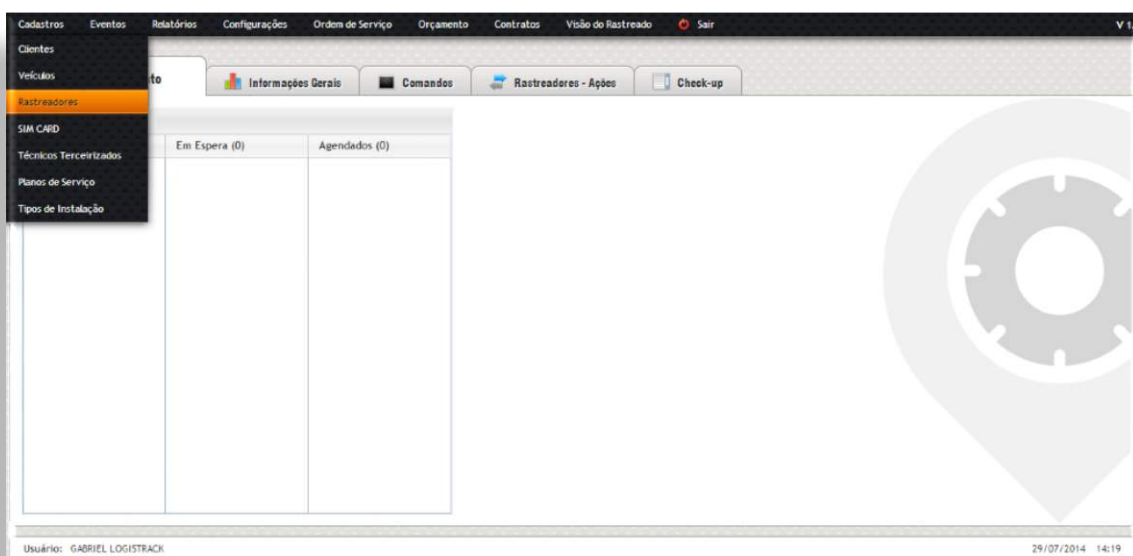 Cadastros Eventos Relatórios Configurações Ordem de Serviço Orçamento Contratos Visão do Rastreado Sair V 1.
Clientes
Veículos
Rastreadores
SIM CARD
Técnicos Terceirizados
Planos de Serviço
Tipos de Instalação
to Informações Gerais Comandos Rastreadores - Ações Check-up
Em Espera (0) Agendados (0)
Usuário: GABRIEL LOGISTRACK 29/07/2014 14:19